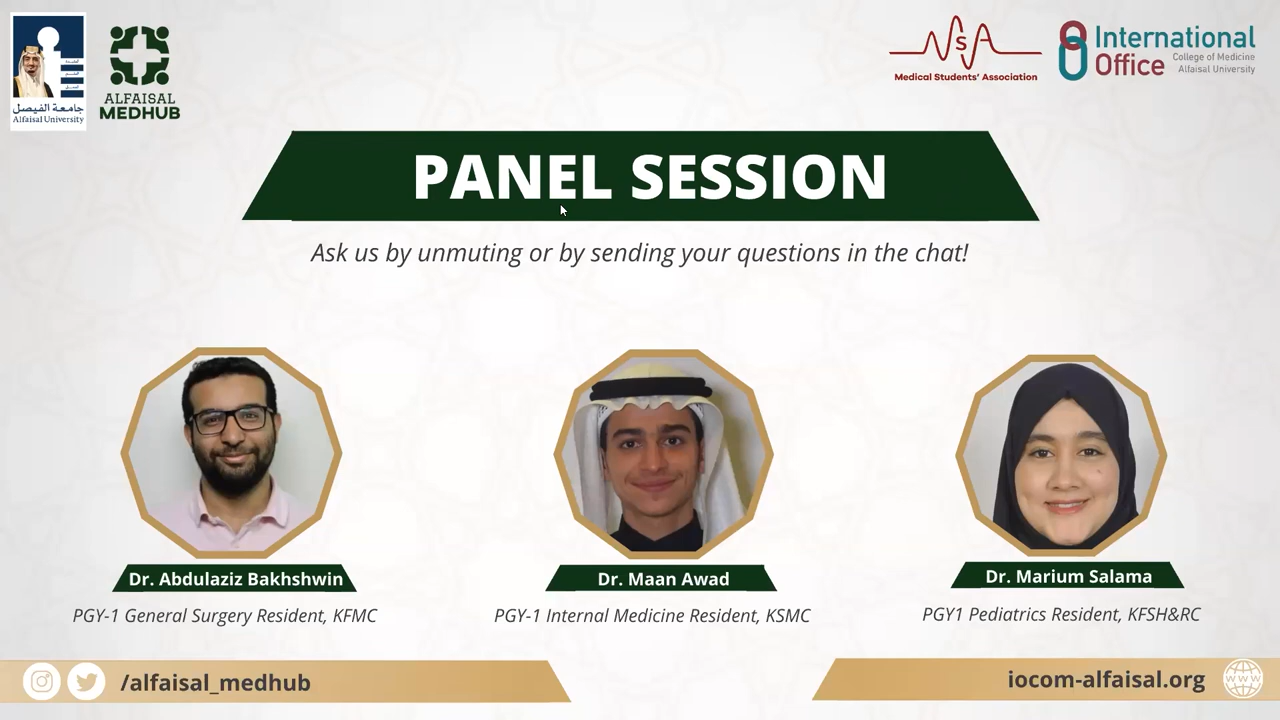 جامعة الفيصل
Alfaisal University
ALFAISAL
MEDHUB
MSA
Medical Students' Association
International
Office
College of Medicine
Alfaisal University
PANEL SESSION
Ask us by unmuting or by sending your questions in the chat!
Dr. Abdulaziz Bakhshwin
PGY-1 General Surgery Resident, KFMC
Dr. Maan Awad
PGY-1 Internal Medicine Resident, KSMC
Dr. Marium Salama
PGY1 Pediatrics Resident, KFSH&RC
/alfaisal_medhub
iocom-alfaisal.org
WWW